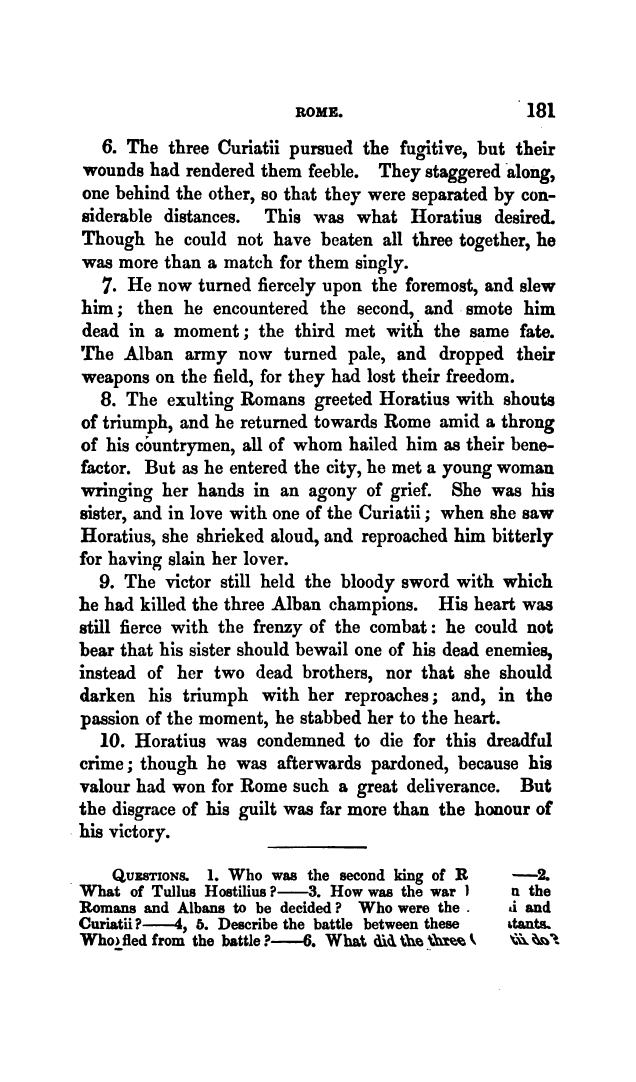 ROME. 181
6. The three Curiatii pursued the fugitive, but their
wounds had rendered them feeble. They staggered along,
one behind the other, so that they were separated by con-
siderable distances. This was what Horatius desired.
Though he could not have beaten all three together, he
was more than a match for them singly.
7. He now turned fiercely upon the foremost, and slew
him; then he encountered the second, and smote him
dead in a moment; the third met with the same fate.
The Alban army now turned pale, and dropped their
weapons on the field, for they had lost their freedom.
8. The exulting Romans greeted Horatius with shouts
of triumph, and he returned towards Rome amid a throng
of his countrymen, all of whom hailed him as their bene-
factor. But as he entered the city, he met a young woman
wringing her hands in an agony of grief. She was his
sister, and in love with one of the Curiatii; when she saw
Horatius, she shrieked aloud, and reproached him bitterly
for having slain her lover.
9. The victor still held the bloody sword with which
he had killed the three Alban champions. His heart was
still fierce with the frenzy of the combat: he could not
bear that his sister should bewail one of his dead enemies,
instead of her two dead brothers, nor that she should
darken his triumph with her reproaches; and, in the
passion of the moment, he stabbed her to the heart.
10. Horatius was condemned to die for this dreadful
crime; though he was afterwards pardoned, because his
valour had won for Rome such a great deliverance. But
the disgrace of his guilt was far more than the honour of
his victory.
QUESTIONS. 1. Who was the second king of R —2.
What of Tullus Hostilius?—3. How was the war n the
Romans and Albans to be decided? Who were the i and
Curiatii?—4, 5. Describe the battle between these tants.
Who fled from the battle?—6. What did the three tii do?